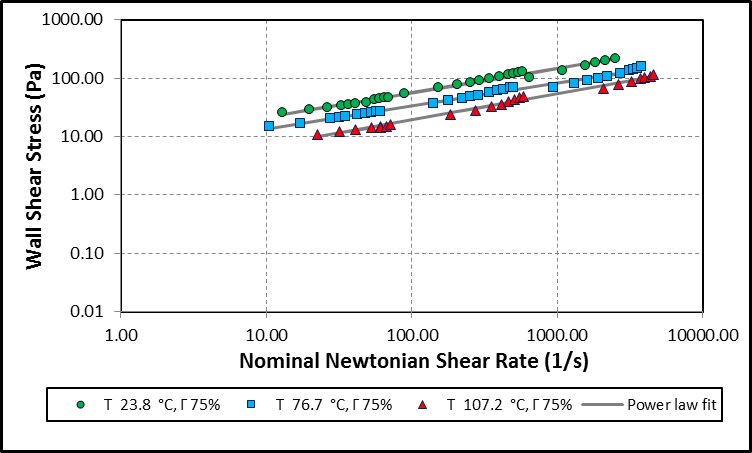 1000.00
100.00
10.00
1.00
0.10
0.01
Wall Shear Stress (Pa)
1.00 10.00 100.00 1000.00 10000.00
Nominal Newtonian Shear Rate (1/s)
T 23.8 °C, Γ 75% T 76.7 °C, Γ 75% T 107.2 °C, Γ 75% Power law fit